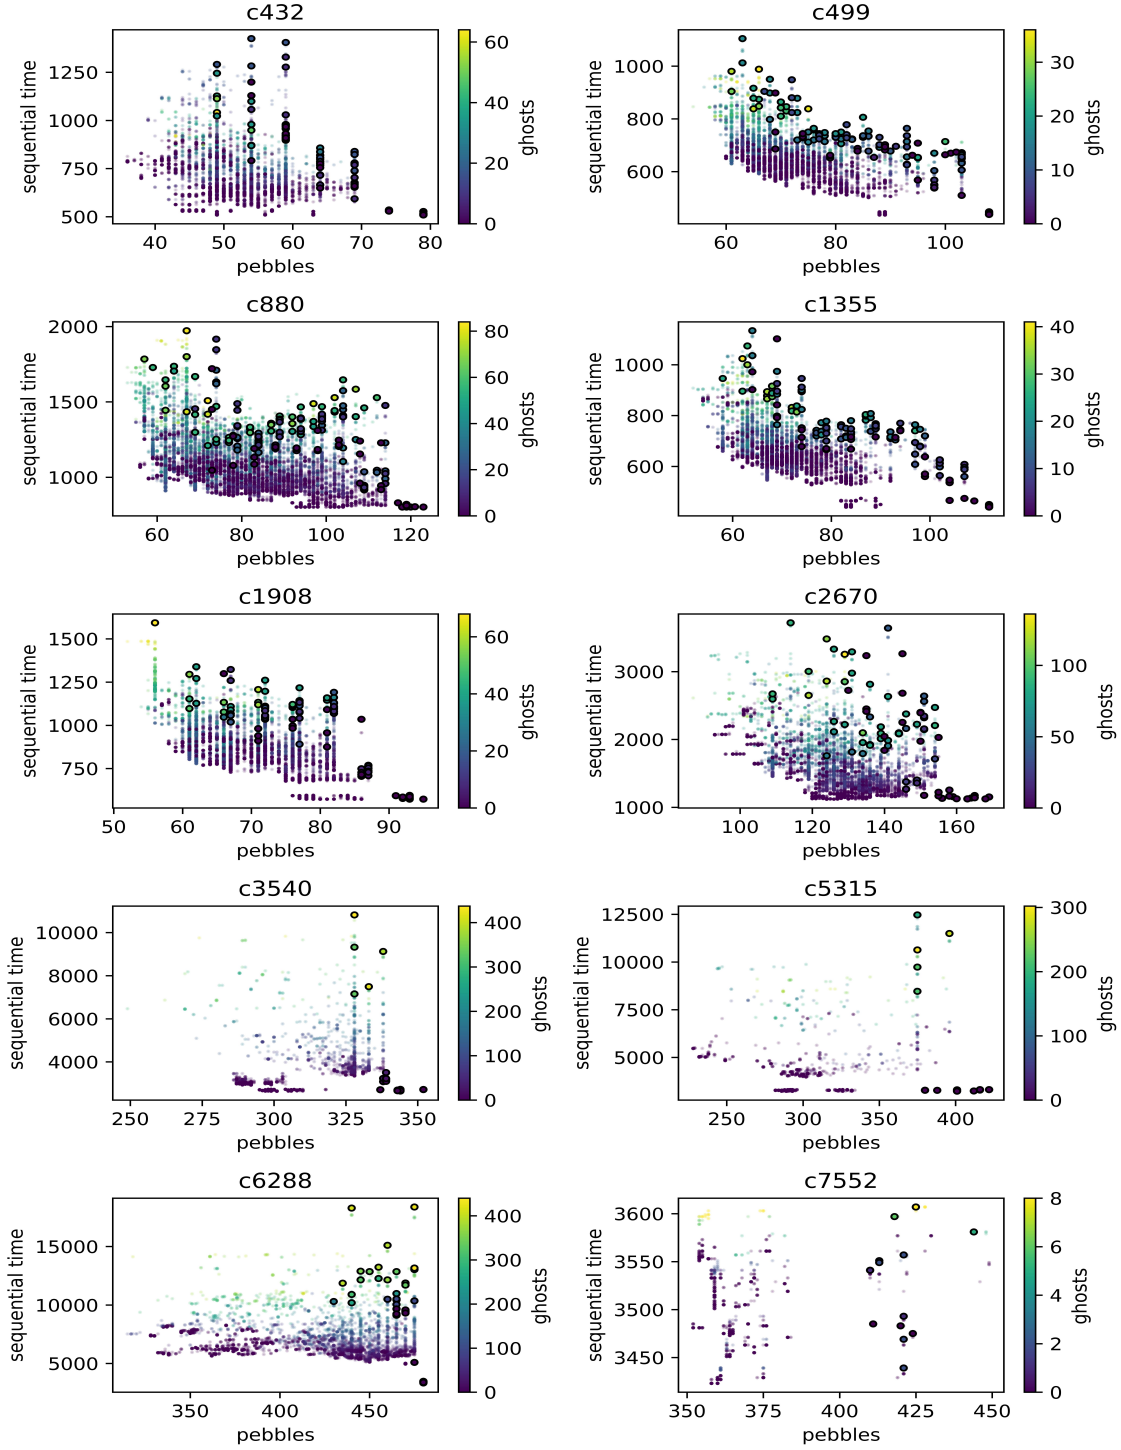 c432
1250
1000
750
500
sequential time
40 50 60 70 80
pebbles
60
40
20
0
ghosts
c499
1000
800
600
sequential time
60 80 100
pebbles
30
20
10
0
ghosts
c880
2000
1500
1000
sequential time
60 80 100 120
pebbles
80
60
40
20
0
ghosts
c1355
1000
800
600
sequential time
60 80 100
pebbles
40
30
20
10
0
ghosts
c1908
1500
1250
1000
750
sequential time
50 60 70 80 90
pebbles
60
40
20
0
ghosts
c2670
3000
2000
1000
sequential time
100 120 140 160
pebbles
100
50
0
ghosts
c3540
10000
8000
6000
4000
sequential time
250 275 300 325 350
pebbles
400
300
200
100
0
ghosts
c5315
12500
10000
7500
5000
sequential time
250 300 350 400
pebbles
300
200
100
0
ghosts
c6288
15000
10000
5000
sequential time
350 400 450
pebbles
400
300
200
100
0
ghosts
c7552
3600
3550
3500
3450
sequential time
350 375 400 425 450
pebbles
8
6
4
2
0
ghosts